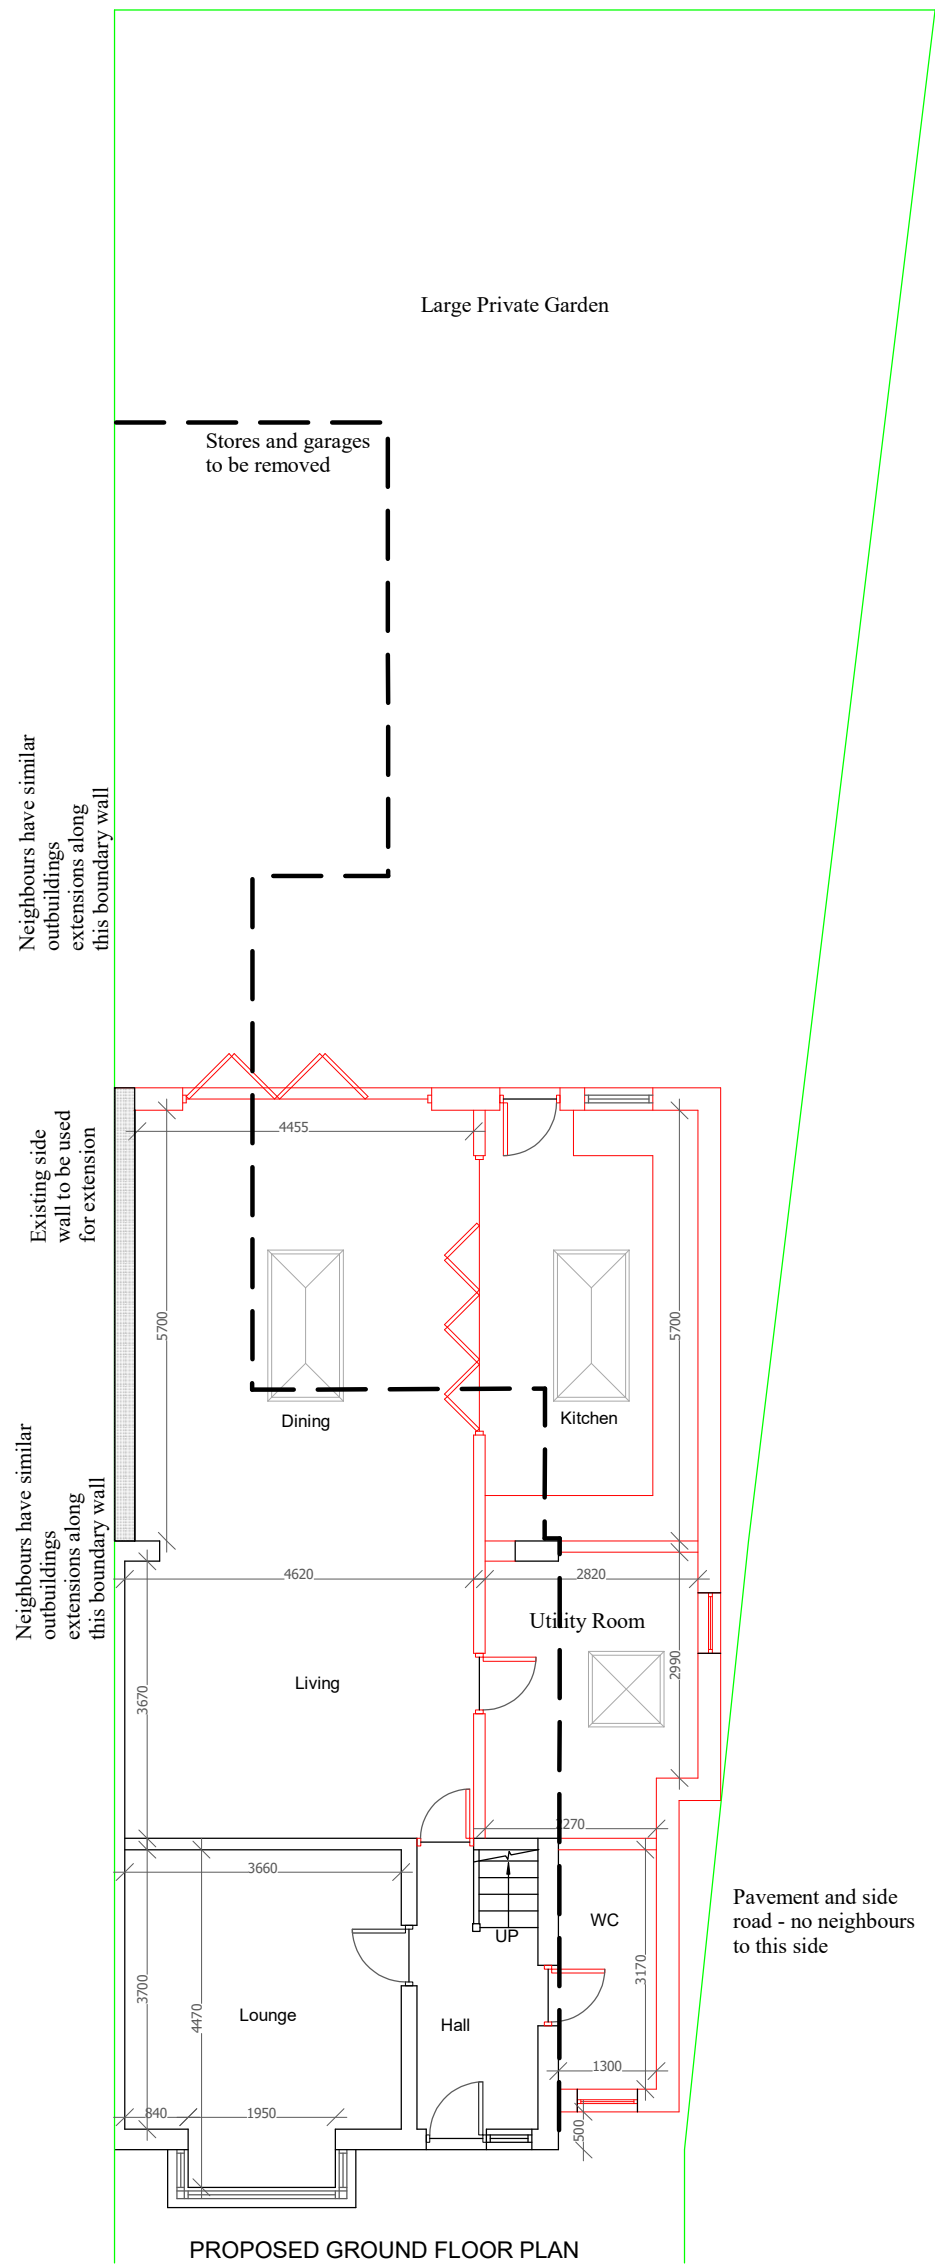 Large Private Garden
Stores and garages
to be removed
Neighbours have similar
outbuildings
extensions along
this boundary wall
Existing side
wall to be used
for extension
4455
5700
5700
Dining
Kitchen
Neighbours have similar
outbuildings
extensions along
this boundary wall
4620
2820
Utility Room
2990
Living
3670
2270
3660
UP
WC
3170
Pavement and side
road - no neighbours
to this side
3700
4470
Lounge
Hall
1300
840
1950
500
PROPOSED GROUND FLOOR PLAN